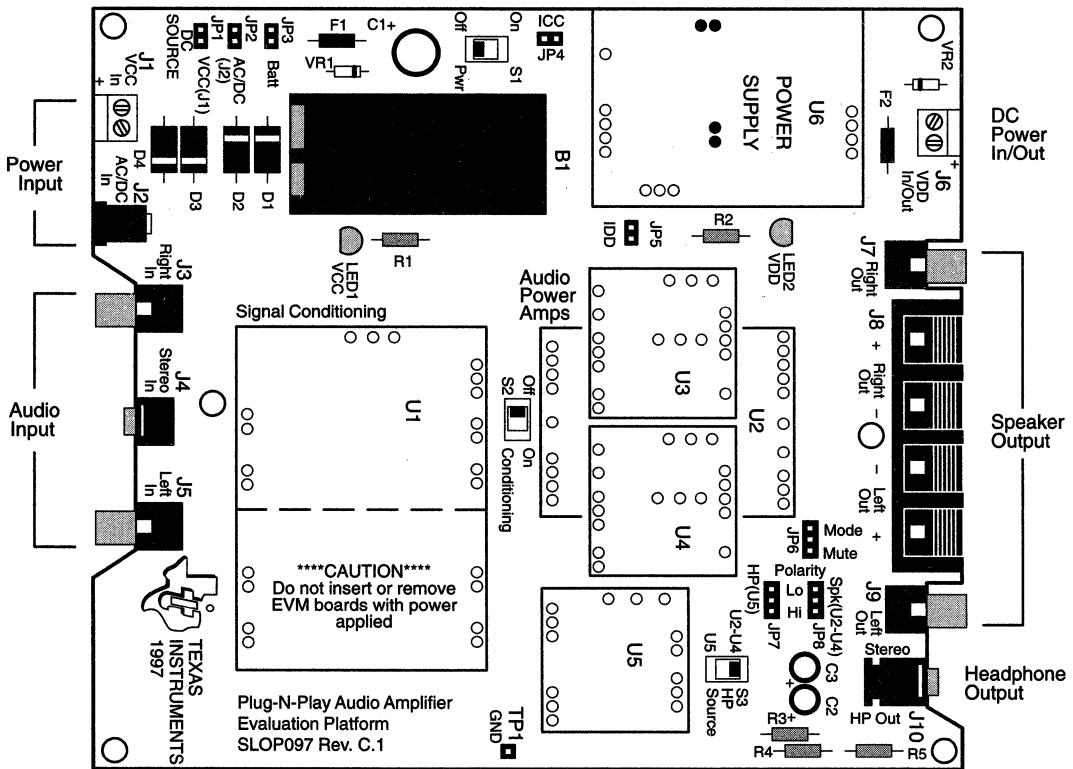 Power
Input
Audio
Input
J1
VCC
In
+
AC/DC
In
J2
DC
SOURCE
JP1
VCC(J1)
JP2
AC/DC
(J2)
JP3
Batt
D4
D3
D2
D1
F1
VR1
C1+
Off
On
Pwr
S1
ICC
JP4
B1
U6
POWER
SUPPLY
VR2
F2
+
J6
VDD
In/Out
DC
Power
In/Out
LED1
VCC
R1
JP5
IDD
R2
LED2
VDD
J3
Right
In
J4
Stereo
In
J5
Left
In
Signal Conditioning
U1
S2
Off
On
Conditioning
Audio
Power
Amps
U3
U2
U4
J7
Right
Out
J8
+
Right
Out
-
-
Left
Out
+
Speaker
Output
JP6
Mode
Mute
Polarity
HP(U5)
Lo
Hi
JP7
Spk(U2-U4)
JP8
J9
Left
Out
****CAUTION****
Do not insert or remove
EVM boards with power
applied
TEXAS
INSTRUMENTS
1997
Plug-N-Play Audio Amplifier
Evaluation Platform
SLOP097 Rev. C.1
TP1
GND
U5
U5
U2-U4
S3
HP
Source
C3
+
C2
R3+
R4
R5
Stereo
HP Out
J10
Headphone
Output